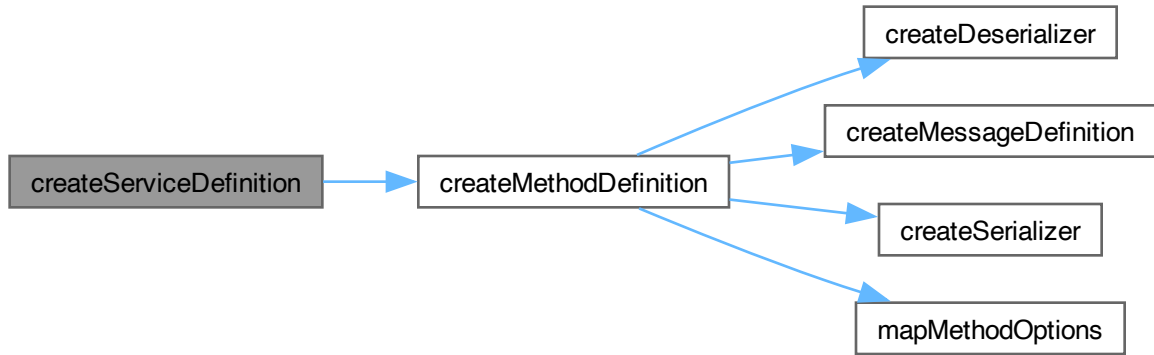 createServiceDefinition
createMethodDefinition
createDeserializer
createMessageDefinition
createSerializer
mapMethodOptions